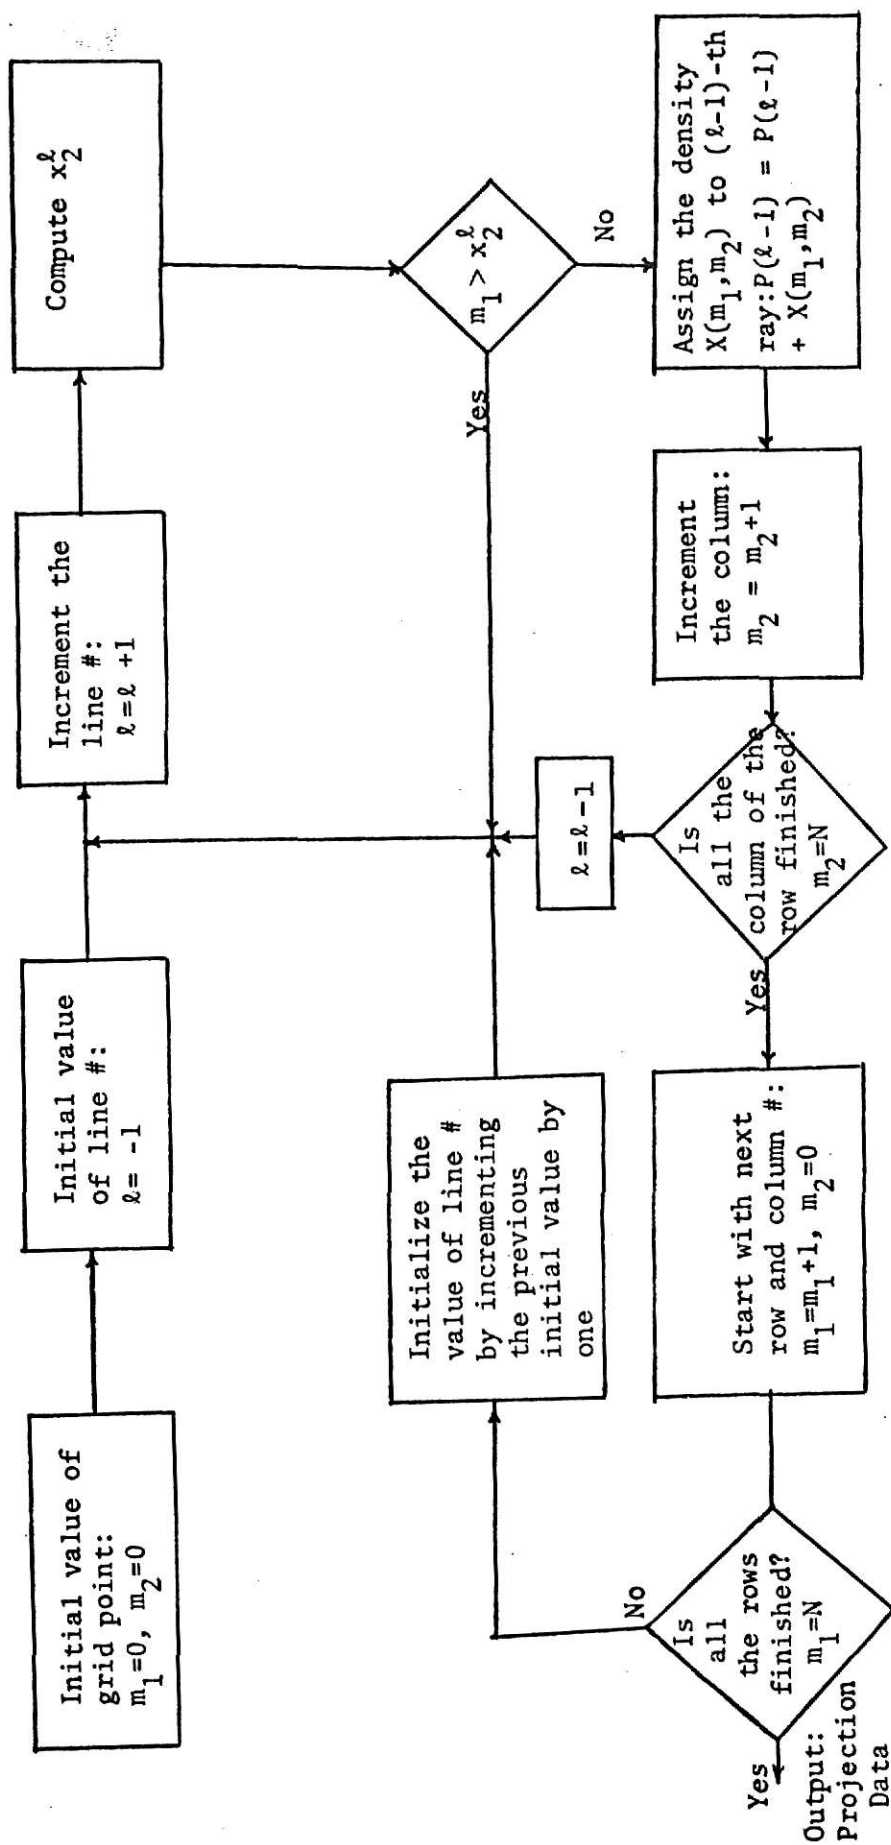 Initial value of
grid point:
m₁=0, m₂=0
Initial value
of line #:
ℓ= -1
Increment the
line #:
ℓ=ℓ +1
Compute x₂^ℓ
m₁ > x₂^ℓ
Yes
No
Assign the density
X(m₁,m₂) to (ℓ-1)-th
ray:P(ℓ-1) = P(ℓ-1)
+ X(m₁,m₂)
Increment
the column:
m₂ = m₂+1
Is
all the
column of the
row finished?
m₂=N
ℓ=ℓ -1
Yes
Start with next
row and column #:
m₁=m₁+1, m₂=0
Initialize the
value of line #
by incrementing
the previous
initial value by
one
Is
all
the rows
finished?
m₁=N
No
Yes
Output:
Projection
Data